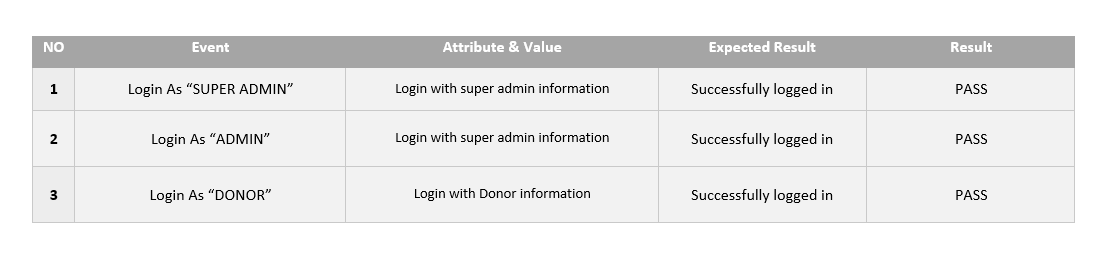 NO Event Attribute & Value Expected Result Result
1 Login As “SUPER ADMIN” Login with super admin information Successfully logged in PASS
2 Login As “ADMIN” Login with super admin information Successfully logged in PASS
3 Login As “DONOR” Login with Donor information Successfully logged in PASS